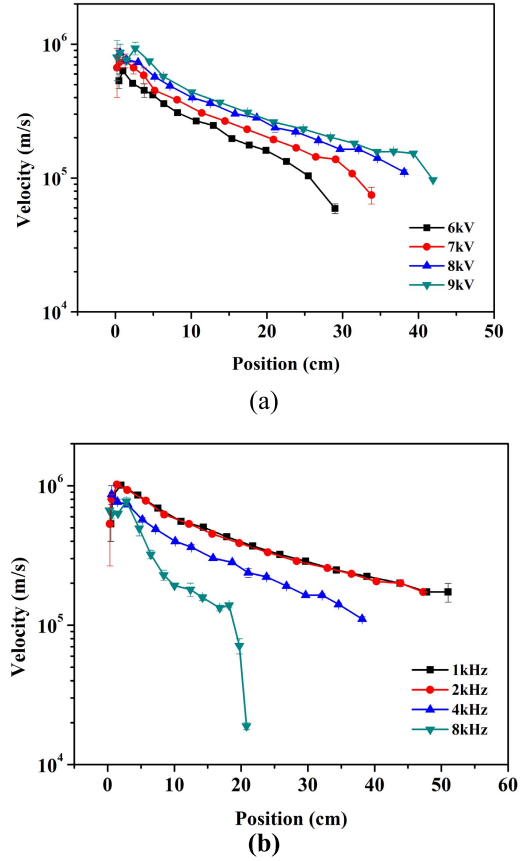 10^6
10^5
10^4
Velocity (m/s)
6kV
7kV
8kV
9kV
0 10 20 30 40 50
Position (cm)
(a)
10^6
10^5
10^4
Velocity (m/s)
1kHz
2kHz
4kHz
8kHz
0 10 20 30 40 50 60
Position (cm)
(b)